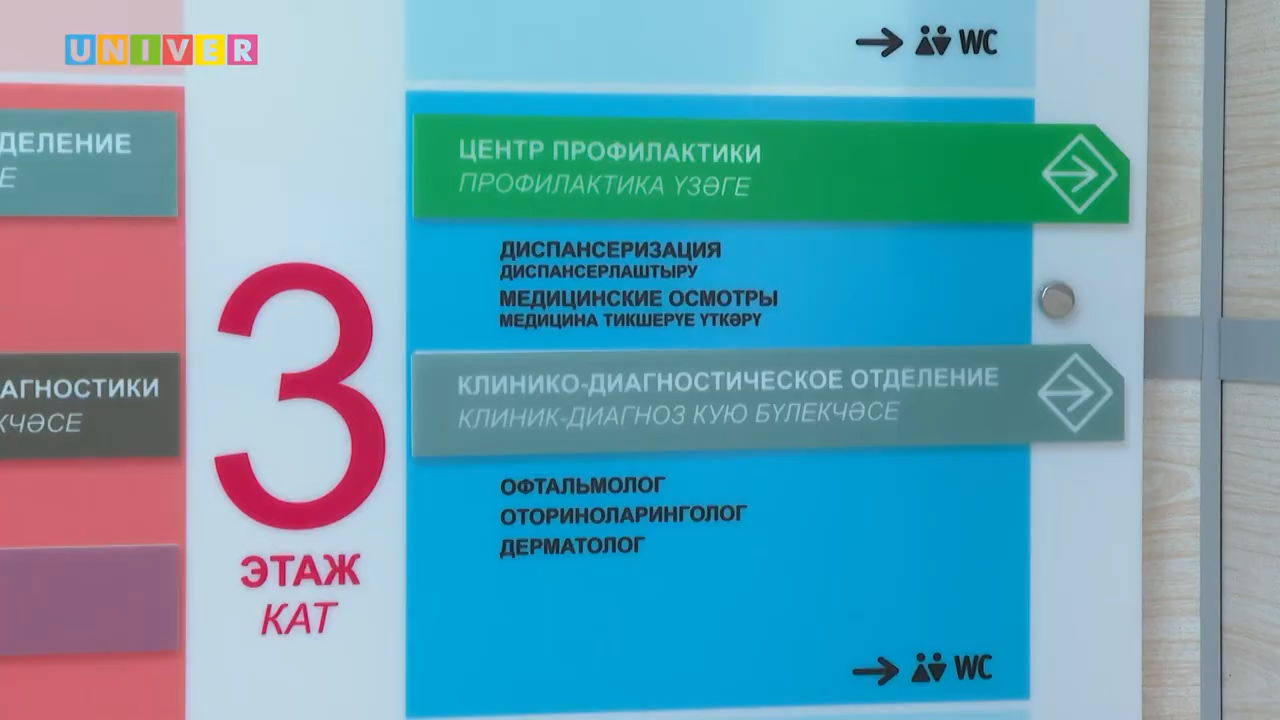 UNIVER
WC
ДЕЛЕНИЕ
Е
ЦЕНТР ПРОФИЛАКТИКИ
ПРОФИЛАКТИКА ҮЗӘГЕ
ДИСПАНСЕРИЗАЦИЯ
ДИСПАНСЕРЛАШТЫРУ
МЕДИЦИНСКИЕ ОСМОТРЫ
МЕДИЦИНА ТИКШЕРҮЕ ҮТКӘРҮ
3
ЭТАЖ
КАТ
АГНОСТИКИ
КЧӘСЕ
КЛИНИКО-ДИАГНОСТИЧЕСКОЕ ОТДЕЛЕНИЕ
КЛИНИК-ДИАГНОЗ КУЮ БҮЛЕКЧӘСЕ
ОФТАЛЬМОЛОГ
ОТОРИНОЛАРИНГОЛОГ
ДЕРМАТОЛОГ
WC